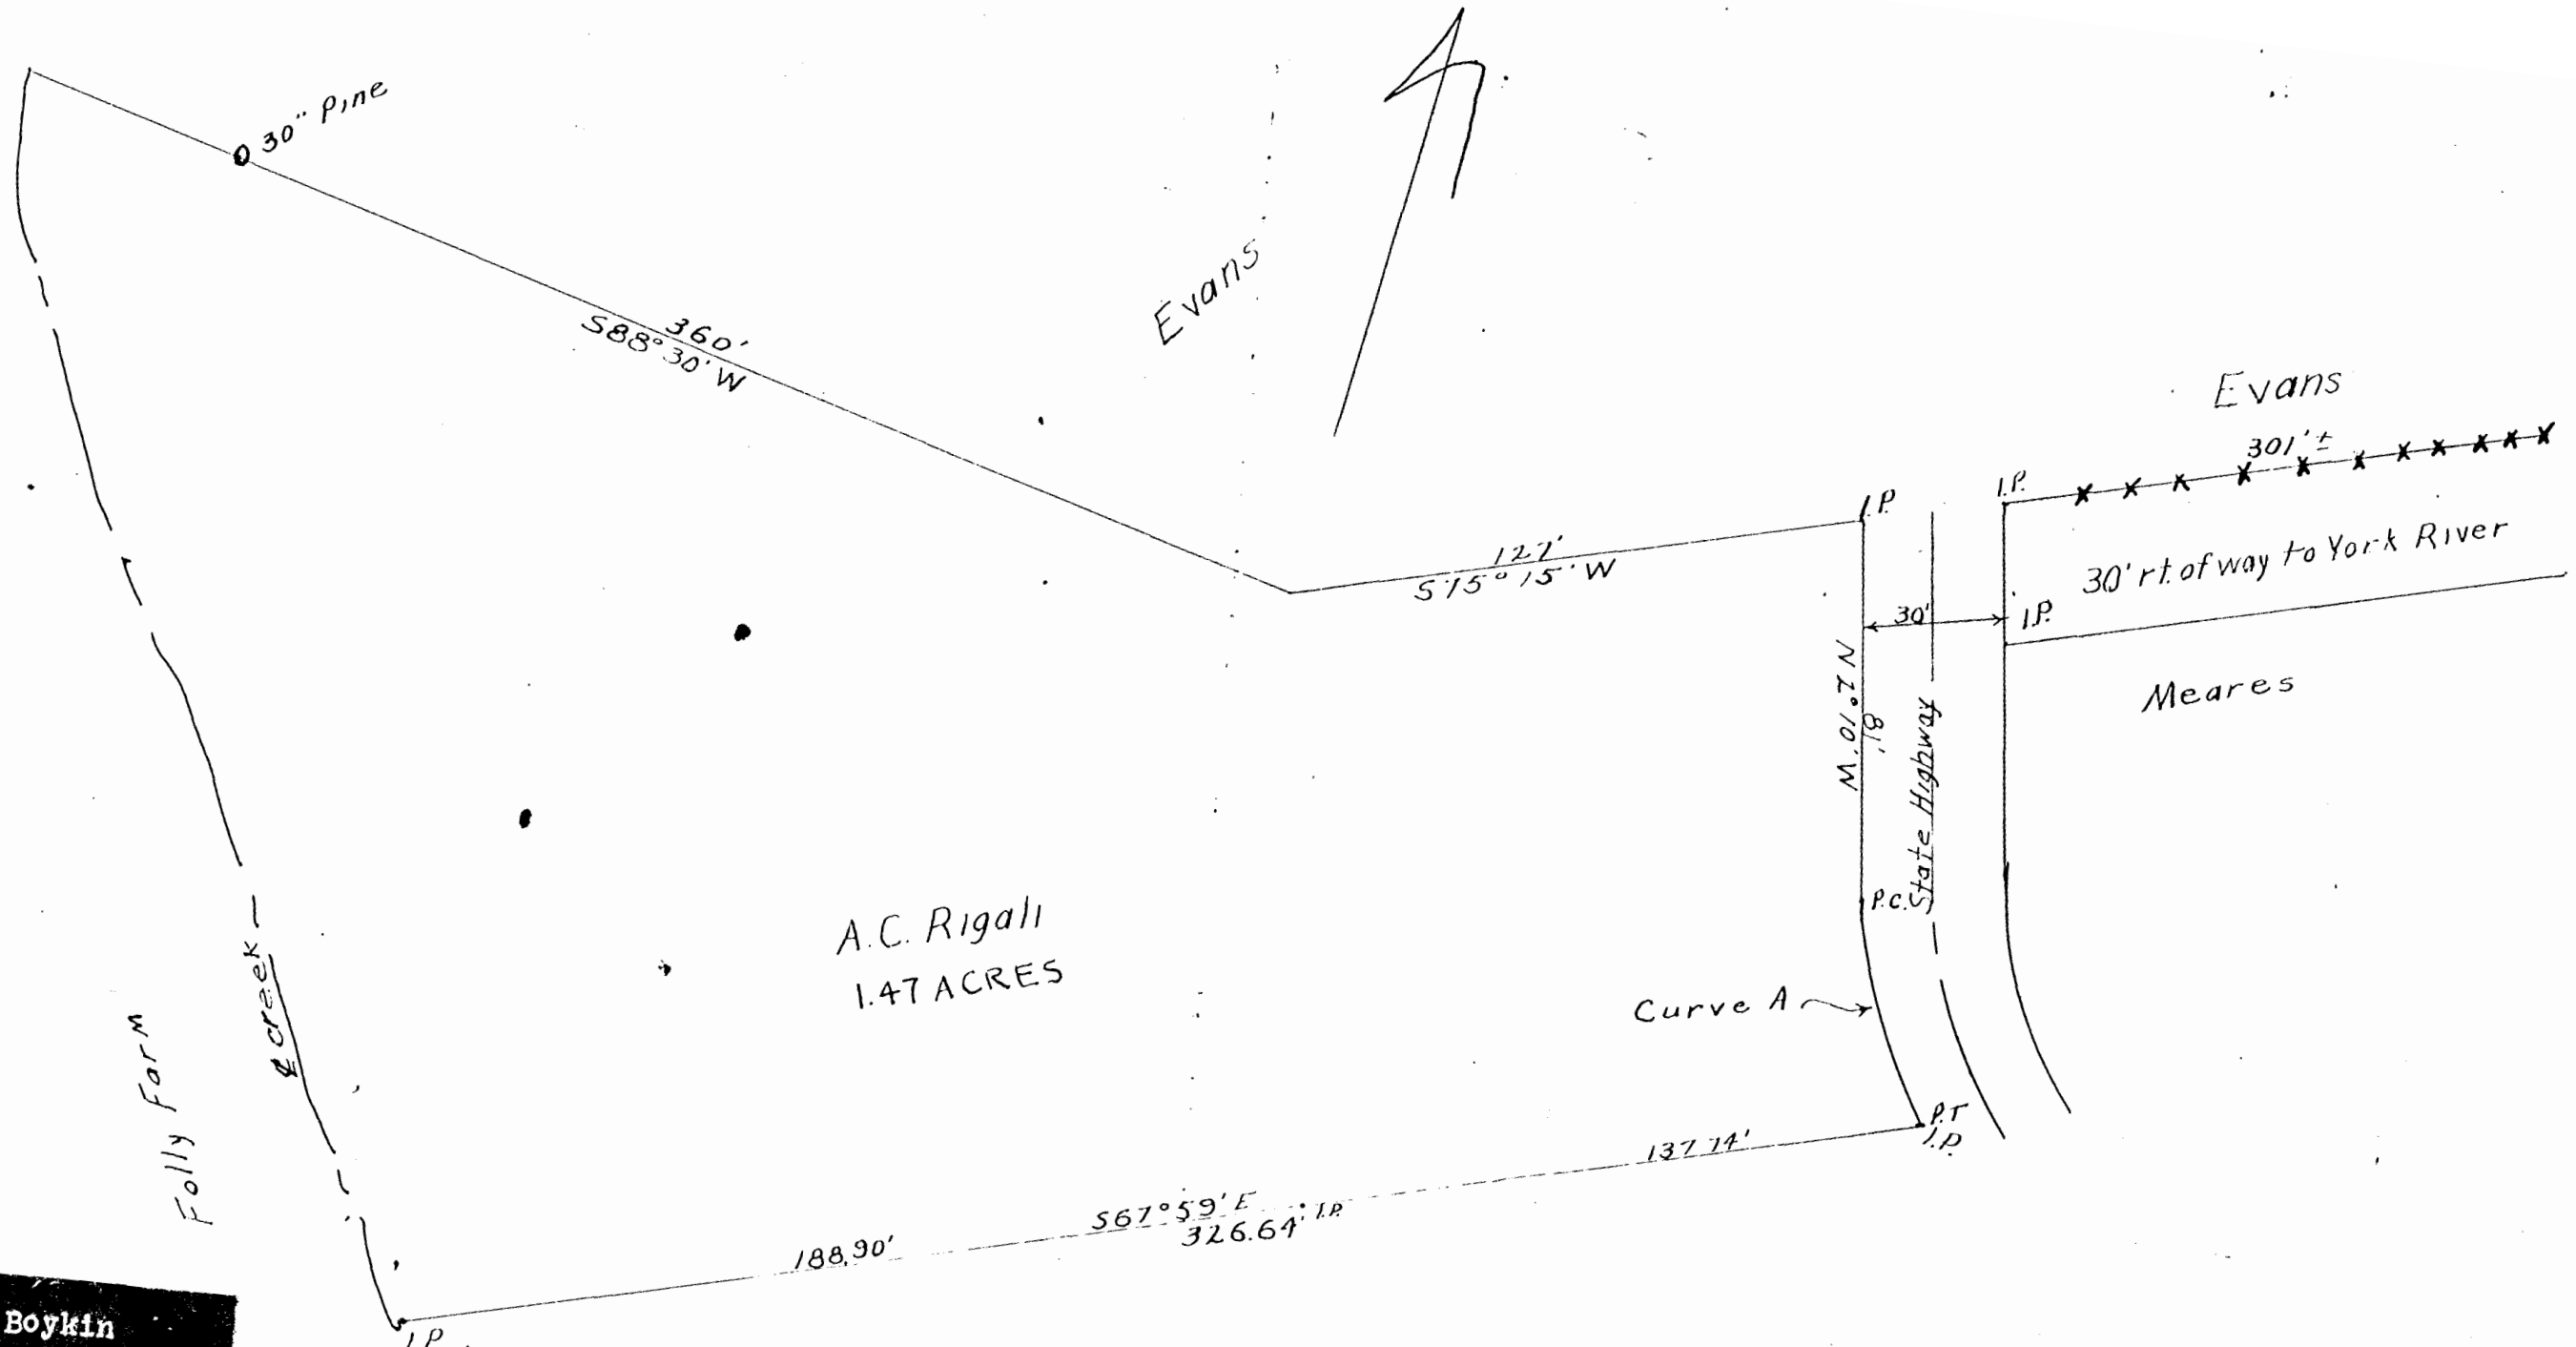 30" Pine
360'
S88°30'W
Evans
Evans
301'±
I.P.
I.P.
127'
S75°15'W
30' rt. of way to York River
30'
I.P.
Meares
N 2°10'W
81'
State Highway
P.C.
A.C. Rigali
1.47 ACRES
Curve A
¢ creek
Folly Farm
P.T
I.P.
137.74'
S67°59'E
I.P.
326.64'
188.90'
I.P.
Boykin